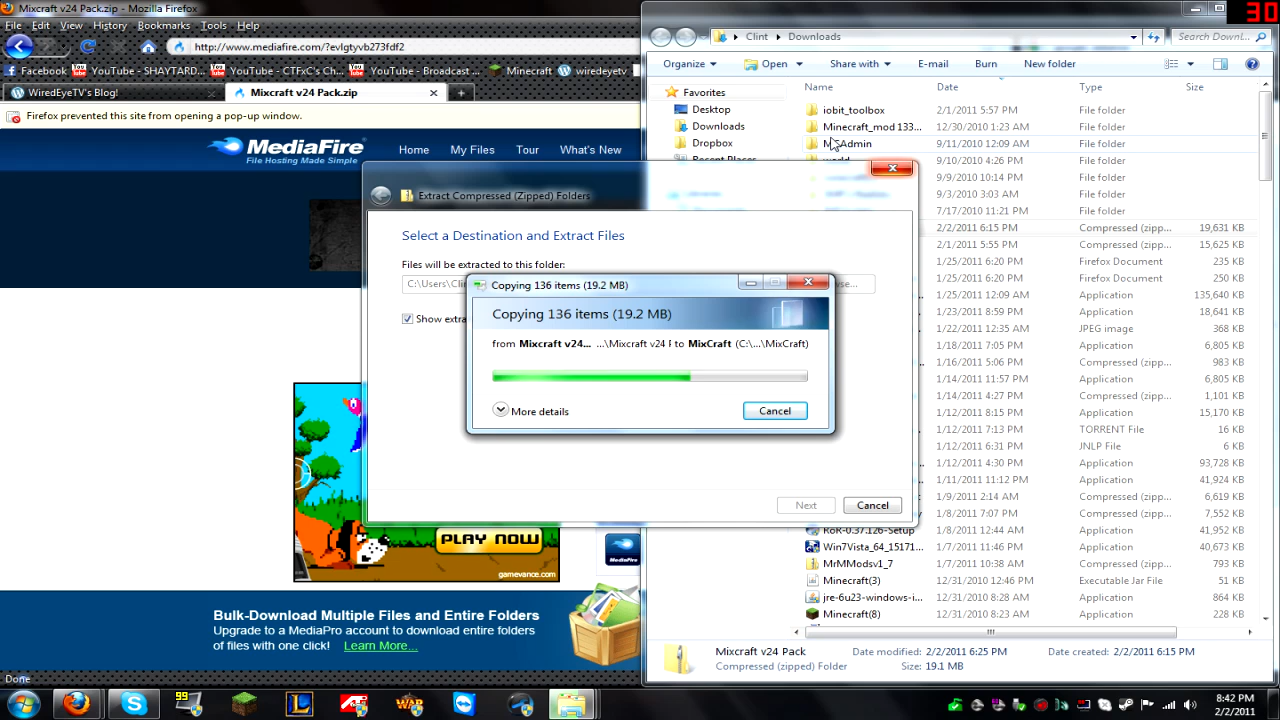 Mixcraft v24 Pack.zip - Mozilla Firefox
File Edit View History Bookmarks Tools Help
http://www.mediafire.com/?evlgtyvb273fdf2
Facebook YouTube - SHAYTARD... YouTube - CTFxC's Ch... YouTube - Broadcast ... Minecraft wiredeyetv
WiredEyeTV's Blog! Mixcraft v24 Pack.zip
Firefox prevented this site from opening a pop-up window.
MediaFire
File Hosting Made Simple
Home My Files Tour What's New
PLAY NOW
gamevance.com
MediaFire
Bulk-Download Multiple Files and Entire Folders
Upgrade to a MediaPro account to download entire folders
of files with one click! Learn More...
Done
30
Clint Downloads
Search Downl...
Organize Open Share with E-mail Burn New folder
Favorites
Desktop
Downloads
Dropbox
Recent Places
Name Date Type Size
iobit_toolbox 2/1/2011 5:57 PM File folder
Minecraft_mod 133... 12/30/2010 1:23 AM File folder
9/11/2010 12:09 AM File folder
world 9/10/2010 4:26 PM File folder
9/9/2010 10:14 PM File folder
9/3/2010 3:03 AM File folder
7/17/2010 11:21 PM File folder
2/2/2011 6:15 PM Compressed (zipp... 19,631 KB
2/1/2011 5:55 PM Compressed (zipp... 15,625 KB
1/25/2011 6:20 PM Firefox Document 235 KB
1/25/2011 6:20 PM Firefox Document 250 KB
1/25/2011 12:09 AM Application 135,640 KB
1/23/2011 8:59 PM Application 18,641 KB
1/22/2011 12:35 AM JPEG image 368 KB
1/18/2011 7:07 PM Application 6,805 KB
1/16/2011 5:06 PM Compressed (zipp... 983 KB
1/14/2011 11:57 PM Application 6,805 KB
1/14/2011 4:27 PM Compressed (zipp... 1,101 KB
1/12/2011 8:15 PM Application 15,170 KB
1/12/2011 7:13 PM TORRENT File 16 KB
1/12/2011 6:31 PM JNLP File 6 KB
1/12/2011 4:30 PM Application 93,728 KB
1/11/2011 11:12 PM Application 41,924 KB
1/9/2011 2:14 AM Compressed (zipp... 6,619 KB
1/8/2011 7:07 PM Compressed (zipp... 7,552 KB
RoR-0.37.126-Setup 1/8/2011 12:44 AM Application 41,952 KB
Win7Vista_64_15171... 1/7/2011 11:46 PM Application 40,673 KB
MrMModsv1_7 1/7/2011 10:38 AM Compressed (zipp... 793 KB
Minecraft(3) 12/31/2010 12:46 PM Executable Jar File 51 KB
jre-6u23-windows-i... 12/31/2010 8:28 AM Application 864 KB
Minecraft(8) 12/31/2010 8:23 AM Application 228 KB
Mixcraft v24 Pack Date modified: 2/2/2011 6:25 PM Date created: 2/2/2011 6:15 PM
Compressed (zipped) Folder Size: 19.1 MB
Extract Compressed (Zipped) Folders
Select a Destination and Extract Files
Files will be extracted to this folder:
C:\Users\Cli
Show extra
Next Cancel
Copying 136 items (19.2 MB)
Copying 136 items (19.2 MB)
from Mixcraft v24... ...\Mixcraft v24 P to MixCraft (C:\...\MixCraft)
More details Cancel
99
WAR
8:42 PM
2/2/2011